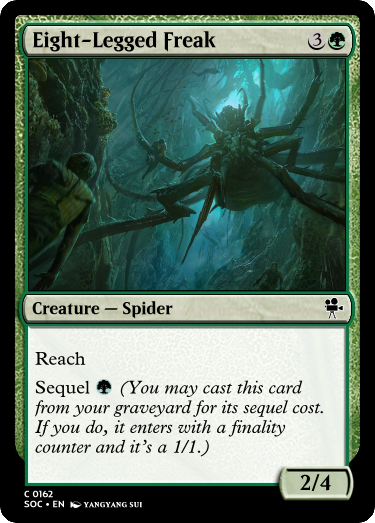 Eight-Legged Freak 3
Creature — Spider
Reach
Sequel (You may cast this card
from your graveyard for its sequel cost.
If you do, it enters with a finality
counter and it's a 1/1.)
2/4
C 0162
SOC • EN YANGYANG SUI